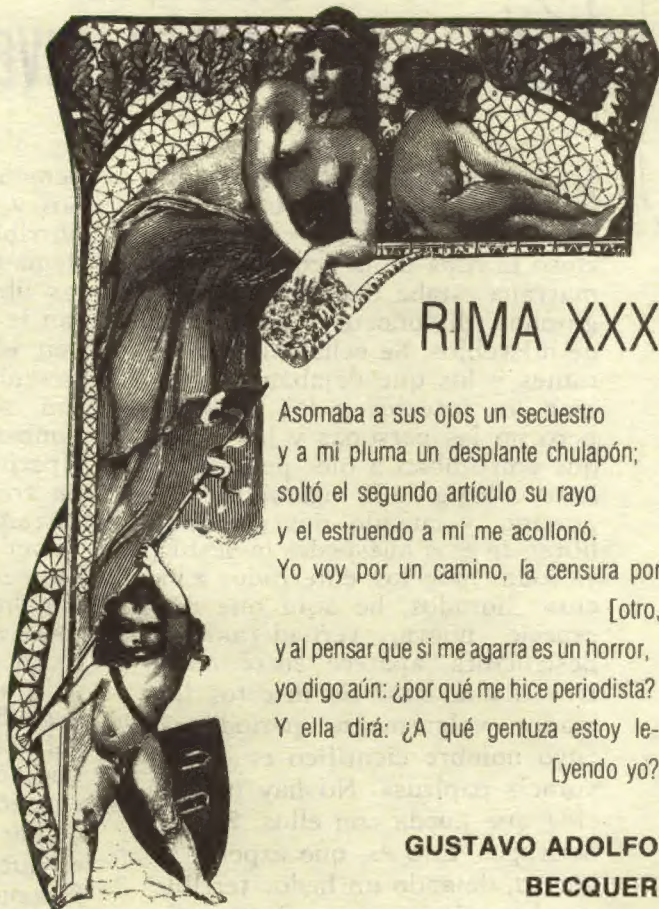 RIMA XXX
Asomaba a sus ojos un secuestro
y a mi pluma un desplante chulapón;
soltó el segundo artículo su rayo
y el estruendo a mí me acollonó.
Yo voy por un camino, la censura por
[otro,
y al pensar que si me agarra es un horror,
yo digo aún: ¿por qué me hice periodista?
Y ella dirá: ¿A qué gentuza estoy le-
[yendo yo?
GUSTAVO ADOLFO
BECQUER